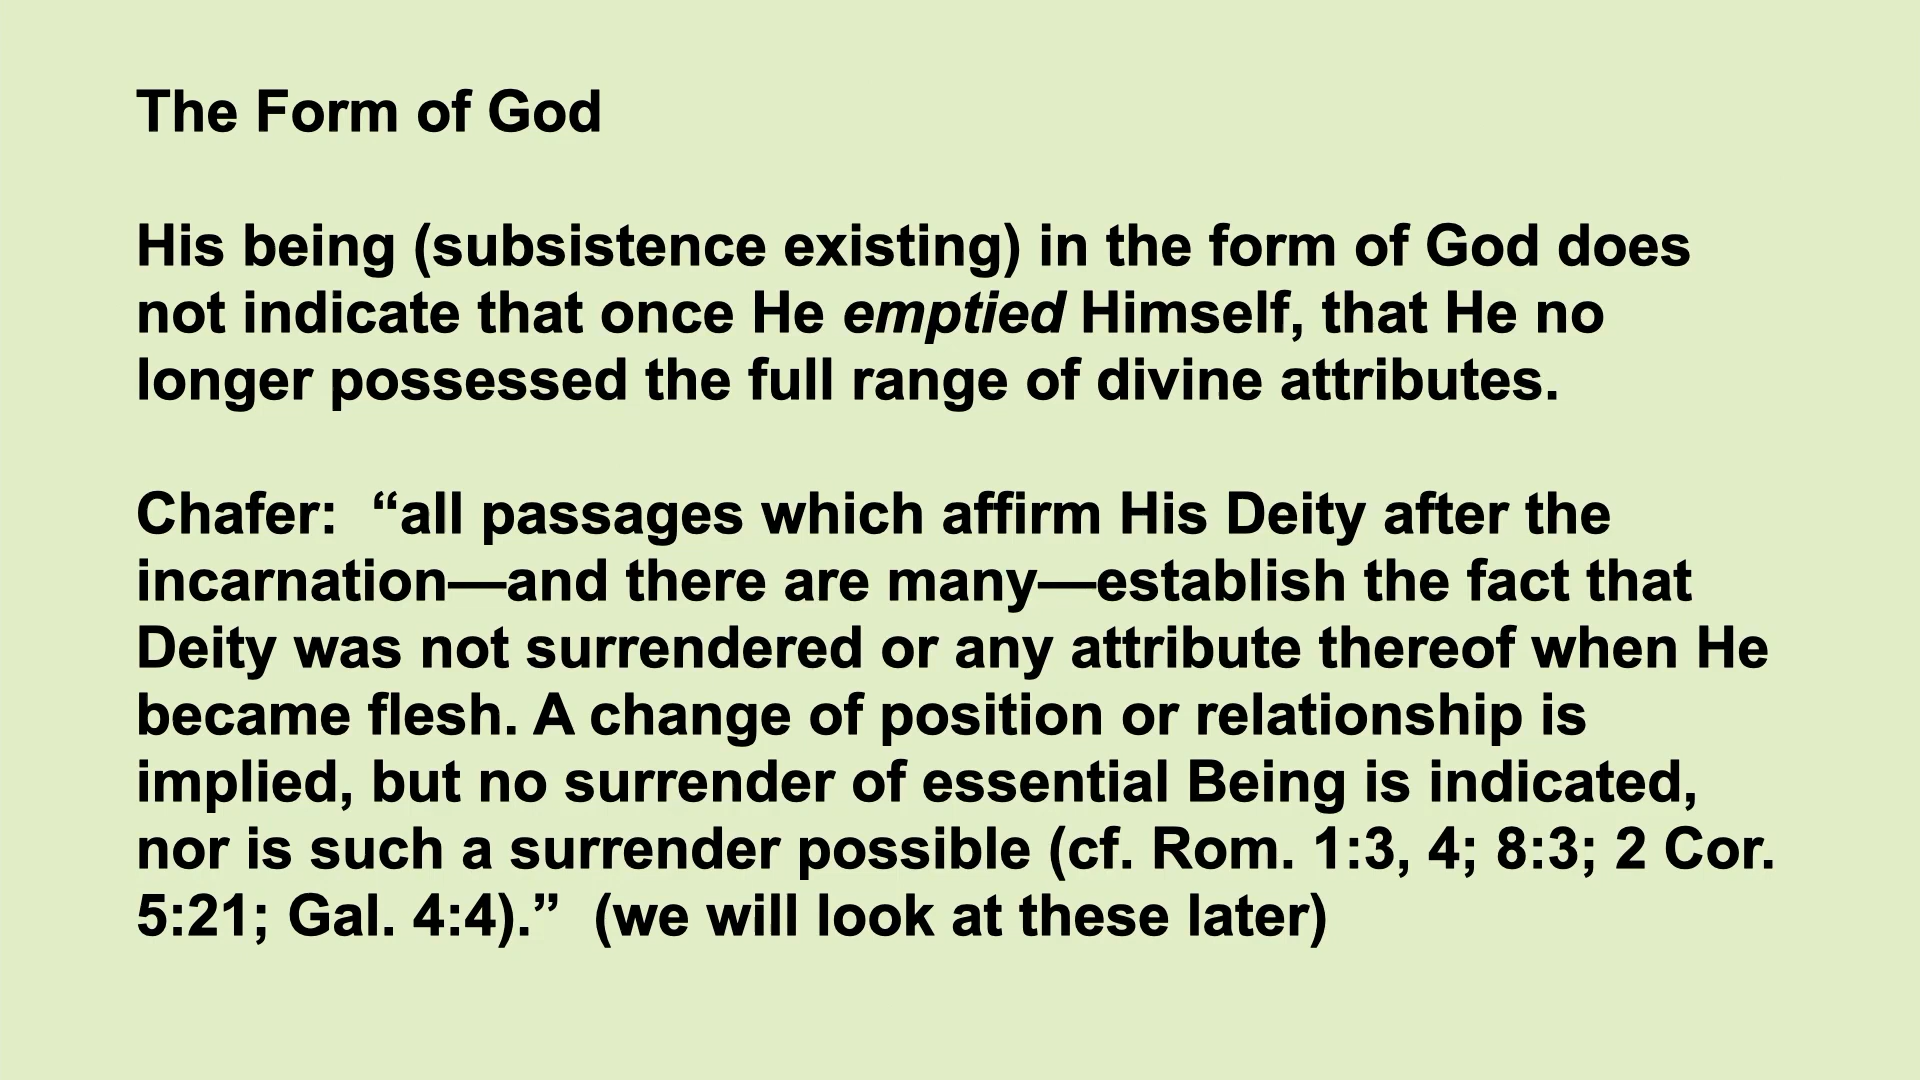 The Form of God
His being (subsistence existing) in the form of God does
not indicate that once He emptied Himself, that He no
longer possessed the full range of divine attributes.
Chafer:  “all passages which affirm His Deity after the
incarnation—and there are many—establish the fact that
Deity was not surrendered or any attribute thereof when He
became flesh. A change of position or relationship is
implied, but no surrender of essential Being is indicated,
nor is such a surrender possible (cf. Rom. 1:3, 4; 8:3; 2 Cor.
5:21; Gal. 4:4).”  (we will look at these later)